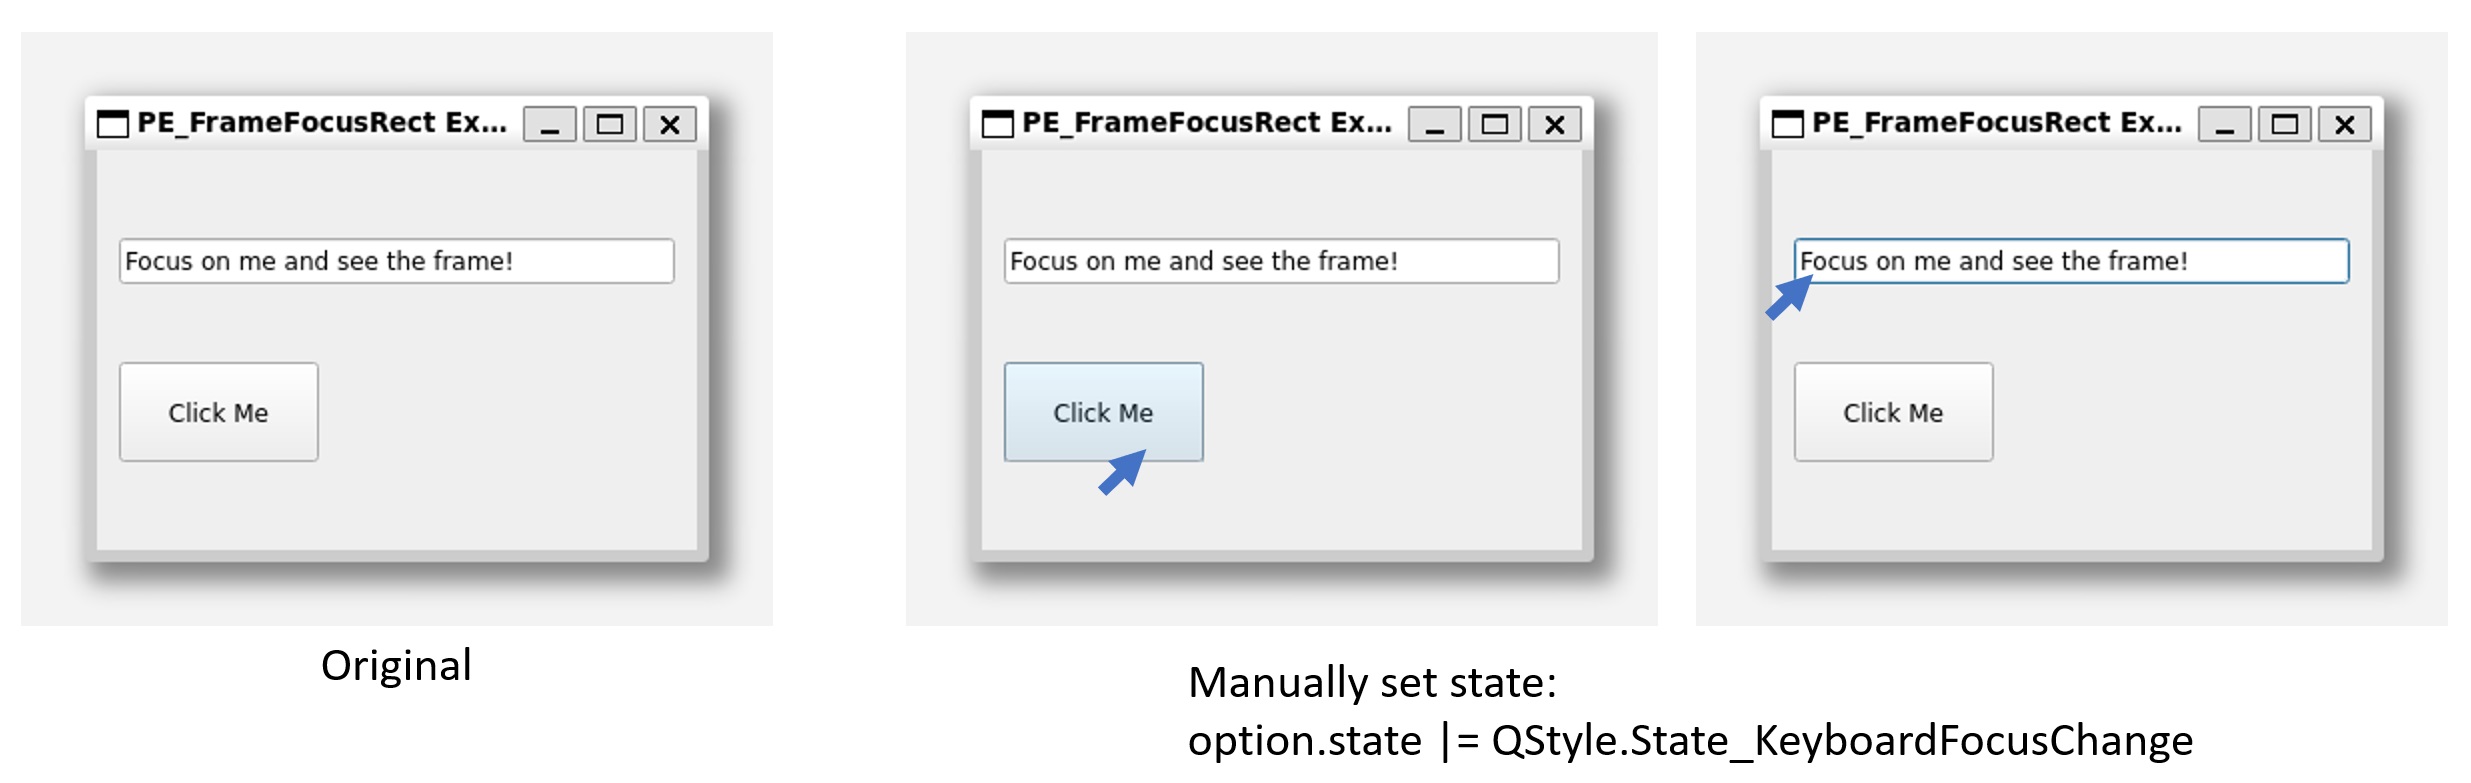 PE_FrameFocusRect Ex...
Focus on me and see the frame!
Click Me
Original
PE_FrameFocusRect Ex...
Focus on me and see the frame!
Click Me
PE_FrameFocusRect Ex...
Focus on me and see the frame!
Click Me
Manually set state:
option.state |= QStyle.State_KeyboardFocusChange